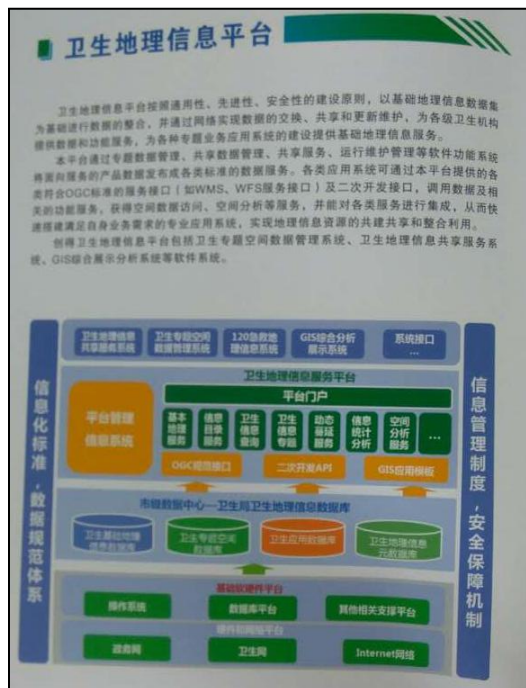 卫生地理信息平台
卫生地理信息平台按照通用性、先进性、安全性的建设原则，以基础地理信息数据集
为基础进行数据的整合，并通过网络实现数据的交换、共享和更新维护，为各级卫生机构
提供数据和功能服务，为各种专题业务应用系统的建设提供基础地理信息服务。
本平台通过专题数据管理、共享数据管理、共享服务、运行维护管理等软件功能系统
将面向服务的产品数据发布成各类标准的数据服务。各类应用系统可通过本平台提供的各
类符合OGC标准的服务接口（如WMS、WFS服务接口）及二次开发接口，调用数据及相
关的功能服务，获得空间数据访问、空间分析等服务，并能对各类服务进行集成，从而快
速搭建满足自身业务需求的专业应用系统，实现地理信息资源的共建共享和整合利用。
创得卫生地理信息平台包括卫生专题空间数据管理系统、卫生地理信息共享服务系
统、GIS综合展示分析系统等软件系统。
信息化标准，数据规范体系
卫生地理信息
共享服务系统
卫生专题空间
数据管理系统
120急救地
理信息系统
GIS综合分析
展示系统
系统接口
...
卫生地理信息服务平台
平台管理
信息系统
平台门户
基本地理服务
信息目录服务
卫生信息查询
卫生信息专题
动态蔓延服务
信息统计分析
空间分析服务
...
OGC规范接口
二次开发API
GIS应用模板
市级数据中心—卫生局卫生地理信息数据库
卫生基础地理
信息数据库
卫生专题空间
数据库
卫生应用数据库
卫生地理信息
元数据库
基础软硬件平台
操作系统
数据库平台
其他相关支撑平台
硬件和网络平台
政务网
卫生网
Internet网络
信息管理制度，安全保障机制